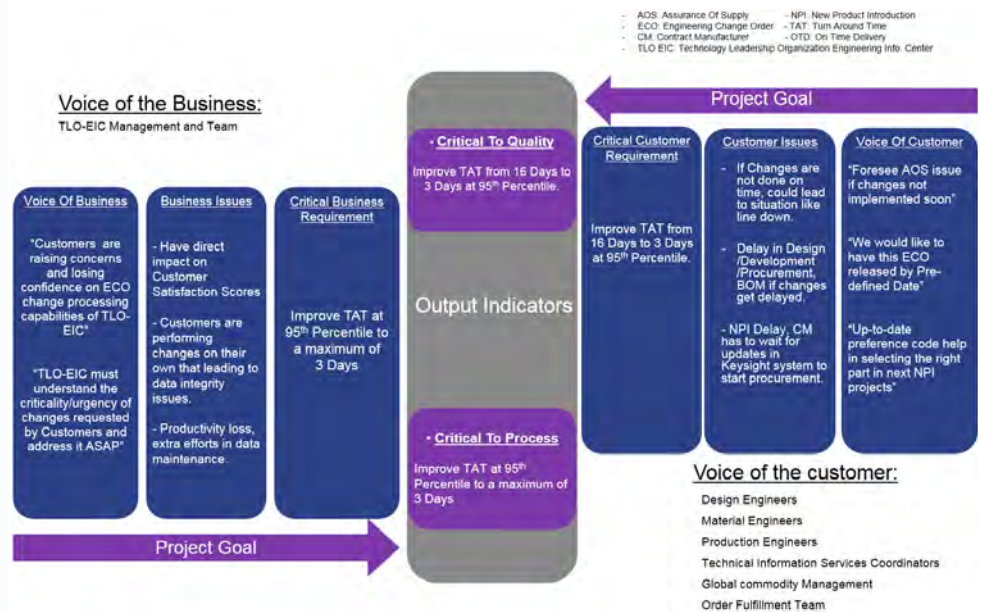 - AOS: Assurance Of Supply - NPI: New Product Introduction
- ECO: Engineering Change Order - TAT: Turn Around Time
- CM: Contract Manufacturer - OTD: On Time Delivery
- TLO EIC: Technology Leadership Organization Engineering Info. Center
Voice of the Business:
TLO-EIC Management and Team
Voice Of Business
"Customers are
raising concerns
and losing
confidence on ECO
change processing
capabilities of TLO-
EIC"
"TLO-EIC must
understand the
criticality/urgency of
changes requested
by Customers and
address it ASAP"
Business Issues
- Have direct
impact on
Customer
Satisfaction Scores
- Customers are
performing
changes on their
own that leading to
data integrity
issues.
- Productivity loss,
extra efforts in data
maintenance.
Critical Business
Requirement
Improve TAT at
95th Percentile to
a maximum of
3 Days
Project Goal
• Critical To Quality
Improve TAT from 16 Days to
3 Days at 95th Percentile.
Output Indicators
• Critical To Process
Improve TAT at 95th
Percentile to a maximum of
3 Days
Project Goal
Critical Customer
Requirement
Improve TAT from
16 Days to 3 Days
at 95th Percentile.
Customer Issues
- If Changes are
not done on
time, could lead
to situation like
line down.
- Delay in Design
/Development
/Procurement,
BOM if changes
get delayed.
- NPI Delay, CM
has to wait for
updates in
Keysight system to
start procurement.
Voice Of Customer
"Foresee AOS issue
if changes not
implemented soon"
"We would like to
have this ECO
released by Pre-
defined Date"
"Up-to-date
preference code help
in selecting the right
part in next NPI
projects"
Voice of the customer:
Design Engineers
Material Engineers
Production Engineers
Technical Information Services Coordinators
Global commodity Management
Order Fulfillment Team